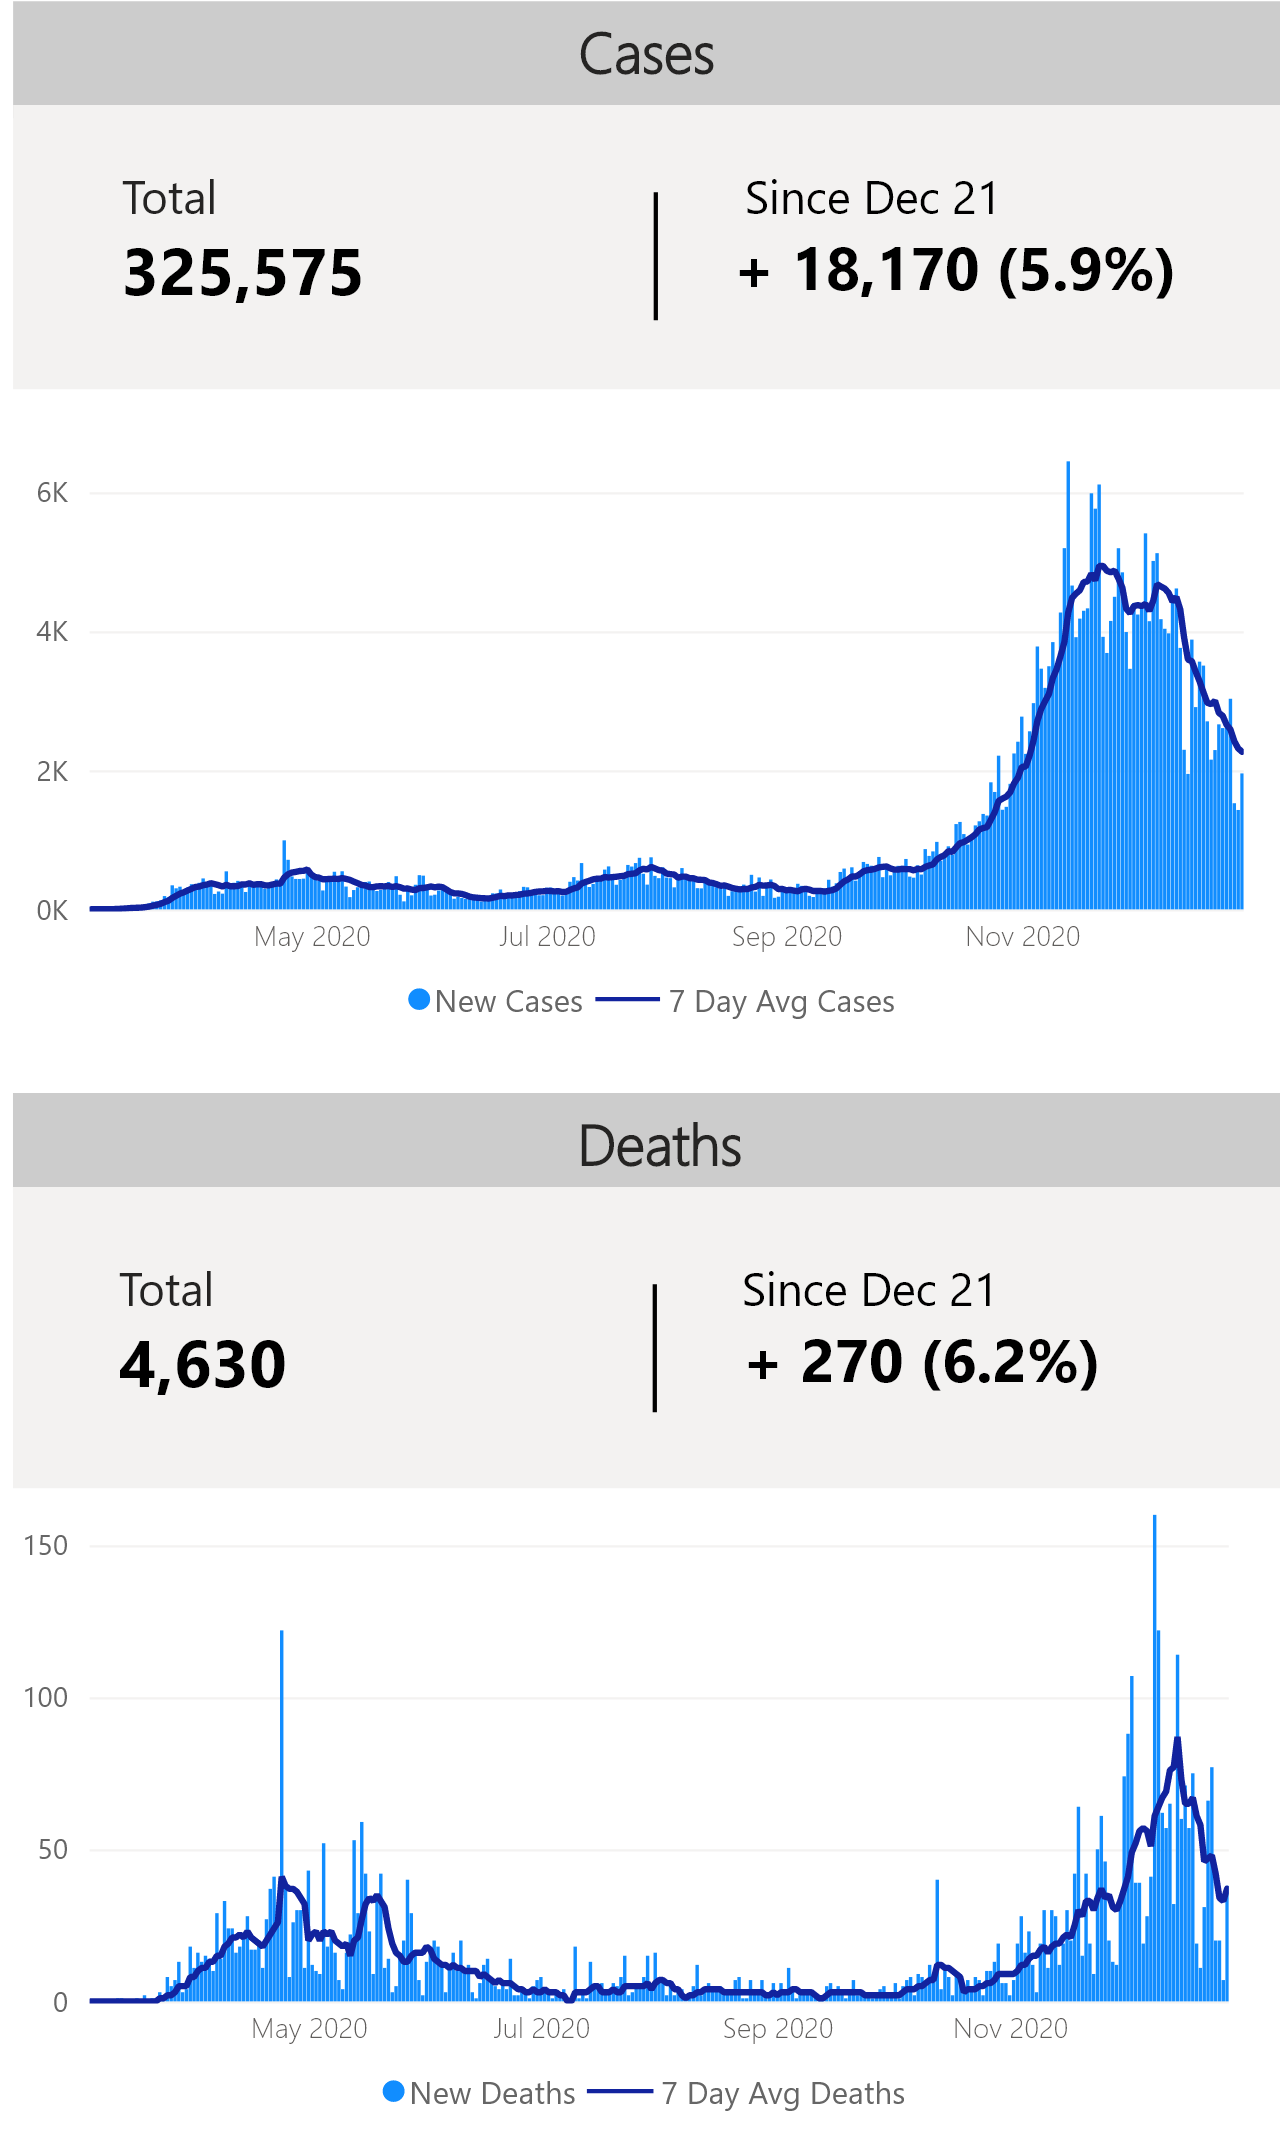 Cases
Total
Since Dec 21
325,575
+ 18,170 (5.9%)
6K
4K
2K
0K
May 2020
Jul 2020
Sep 2020
Nov 2020
New Cases
7 Day Avg Cases
Deaths
Total
Since Dec 21
4,630
+ 270 (6.2%)
150
100
50
0
May 2020
Jul 2020
Sep 2020
Nov 2020
New Deaths
7 Day Avg Deaths